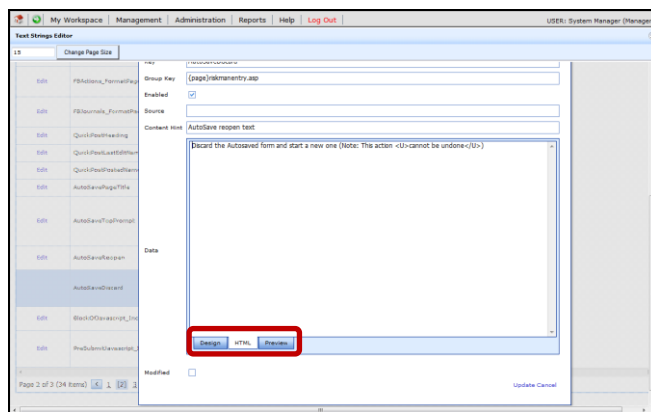 My Workspace Management Administration Reports Help Log Out USER: System Manager (Manager
Text Strings Editor
15 Change Page Size
Key AutoSaveDiscard
Edit FBActions_FormatPag Group Key {page}riskmanentry.asp
Enabled
Edit FBJournals_FormatPa Source
Content Hint AutoSave reopen text
Edit QuickPostHeading
Discard the Autosaved form and start a new one (Note: This action <U>cannot be undone</U>)
Edit QuickPostLastEditNam
Edit QuickPostPostedName
Edit AutoSavePageTitle
Edit AutoSaveTopPrompt
Edit AutoSaveReopen Data
AutoSaveDiscard
Edit BlockOfJavascript_Inc
Edit PreSubmitJavascript_
Design HTML Preview
Modified
Page 2 of 3 (34 items) < 1 [2] 3
Update Cancel